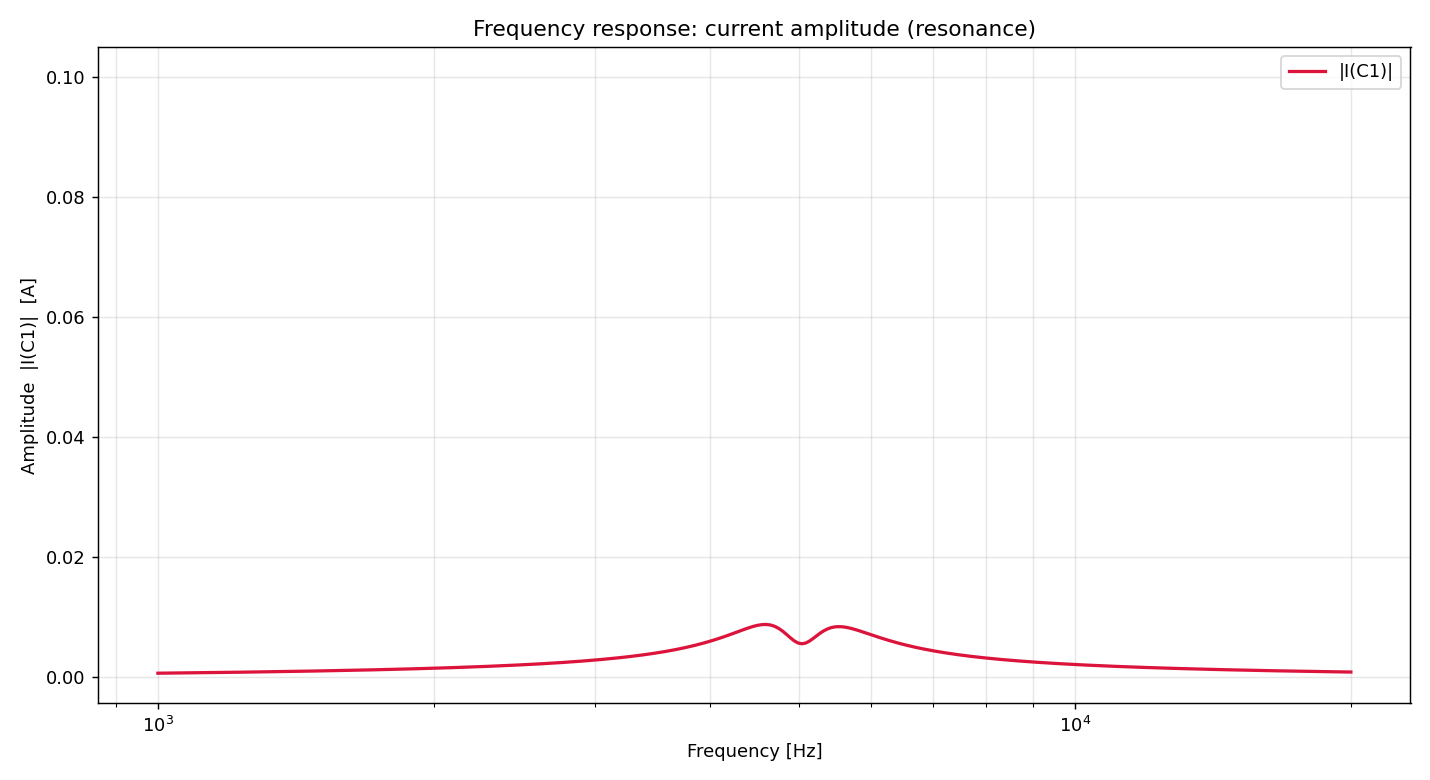 Frequency response: current amplitude (resonance)
|I(C1)|
Amplitude |I(C1)| [A]
0.10
0.08
0.06
0.04
0.02
0.00
10³
10⁴
Frequency [Hz]